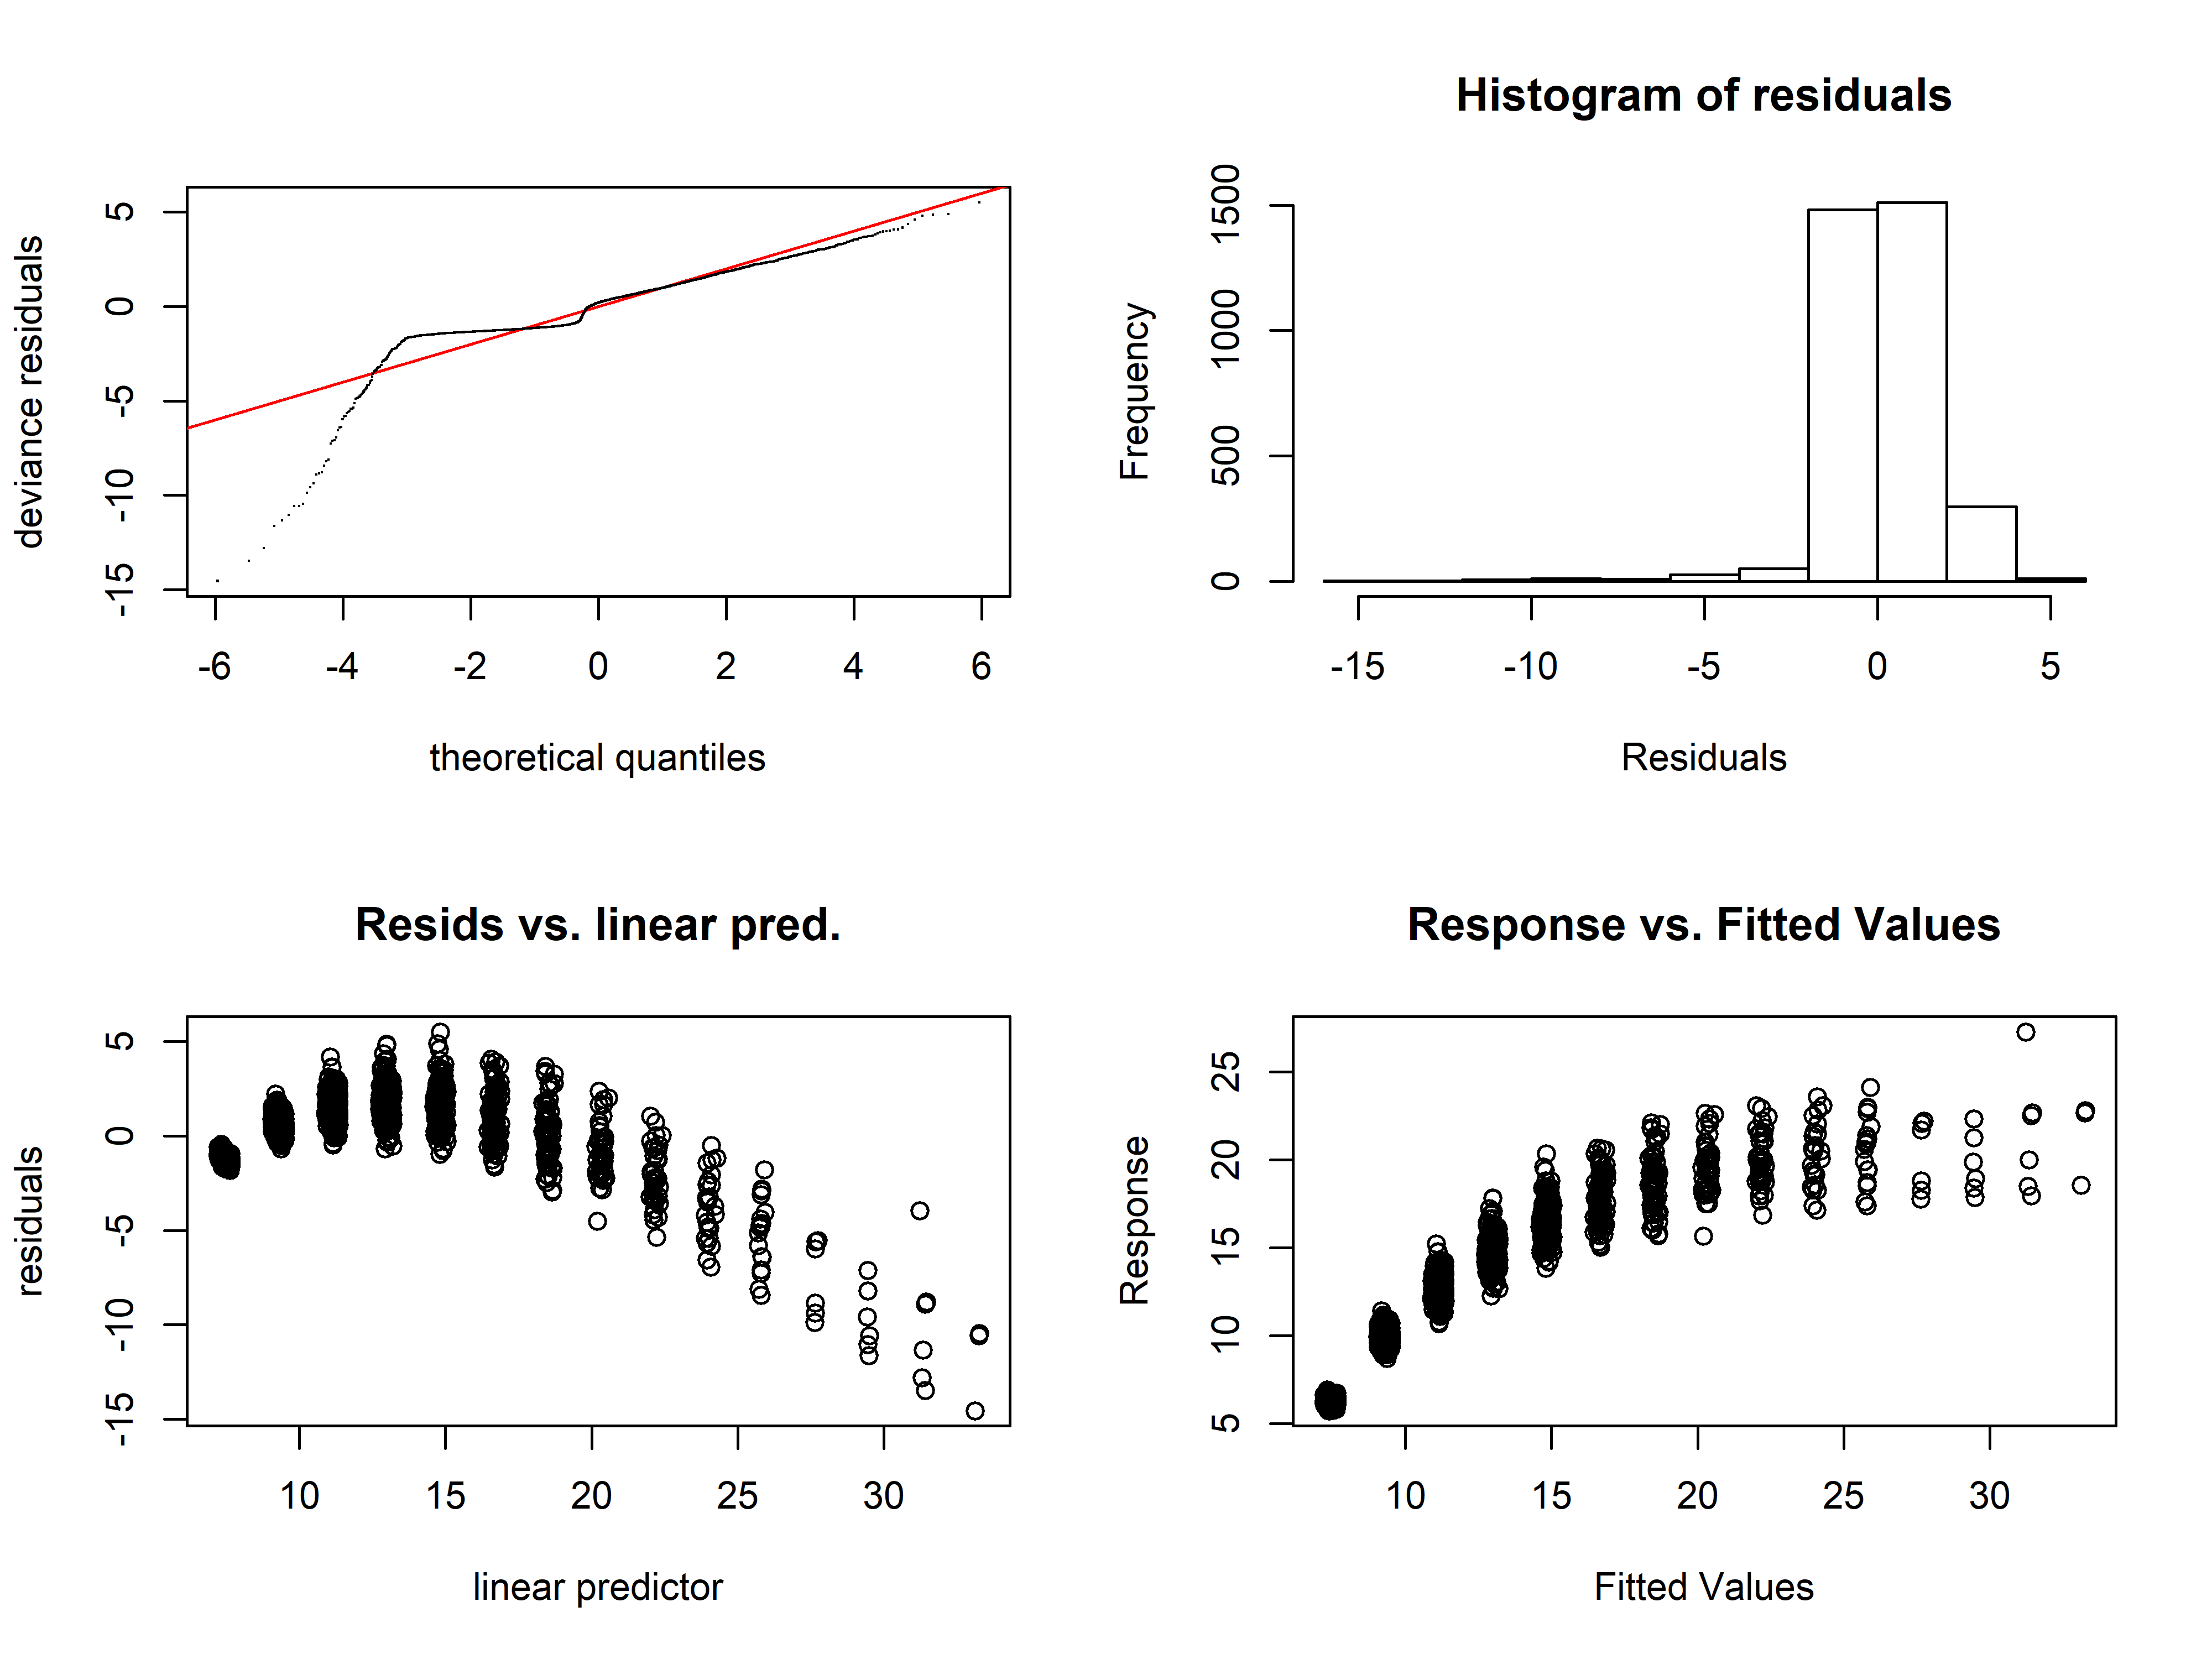 deviance residuals
5
0
-5
-10
-15
-6 -4 -2 0 2 4 6
theoretical quantiles
Histogram of residuals
Frequency
1500
1000
500
0
-15 -10 -5 0 5
Residuals
Resids vs. linear pred.
residuals
5
0
-5
-10
-15
10 15 20 25 30
linear predictor
Response vs. Fitted Values
Response
25
20
15
10
5
10 15 20 25 30
Fitted Values